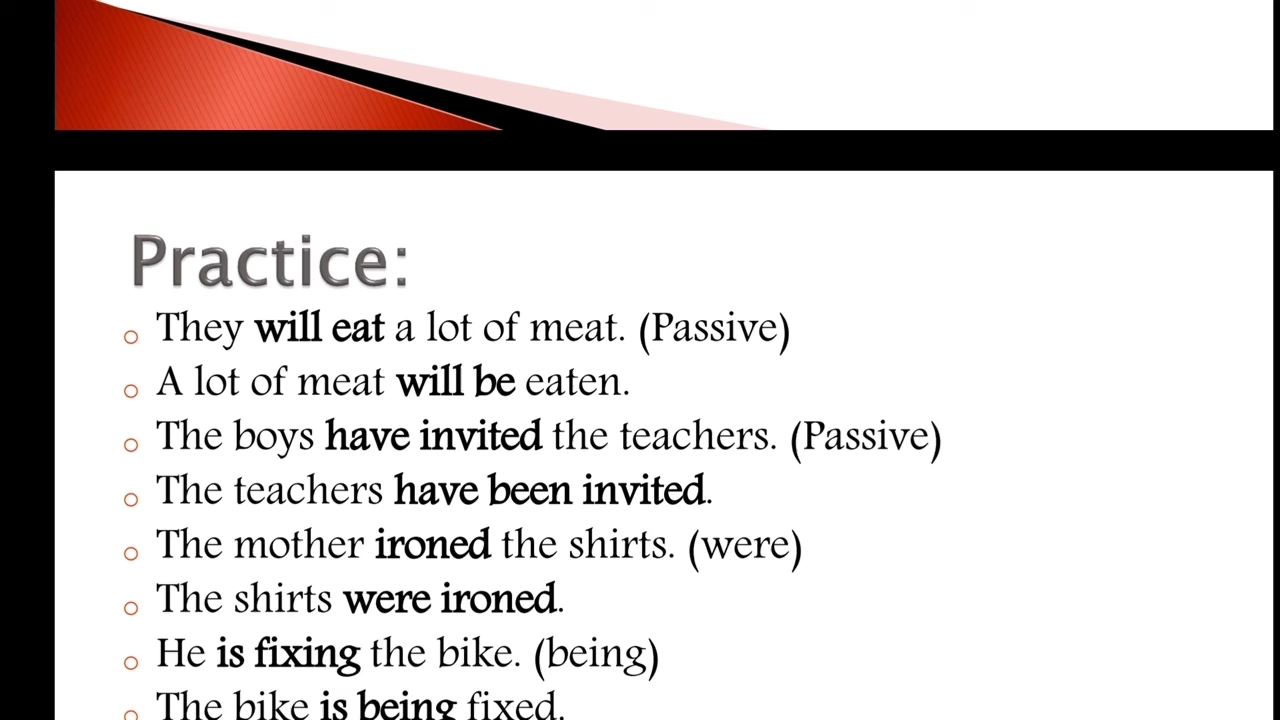 Practice:
They will eat a lot of meat. (Passive)
A lot of meat will be eaten.
The boys have invited the teachers. (Passive)
The teachers have been invited.
The mother ironed the shirts. (were)
The shirts were ironed.
He is fixing the bike. (being)
The bike is being fixed.